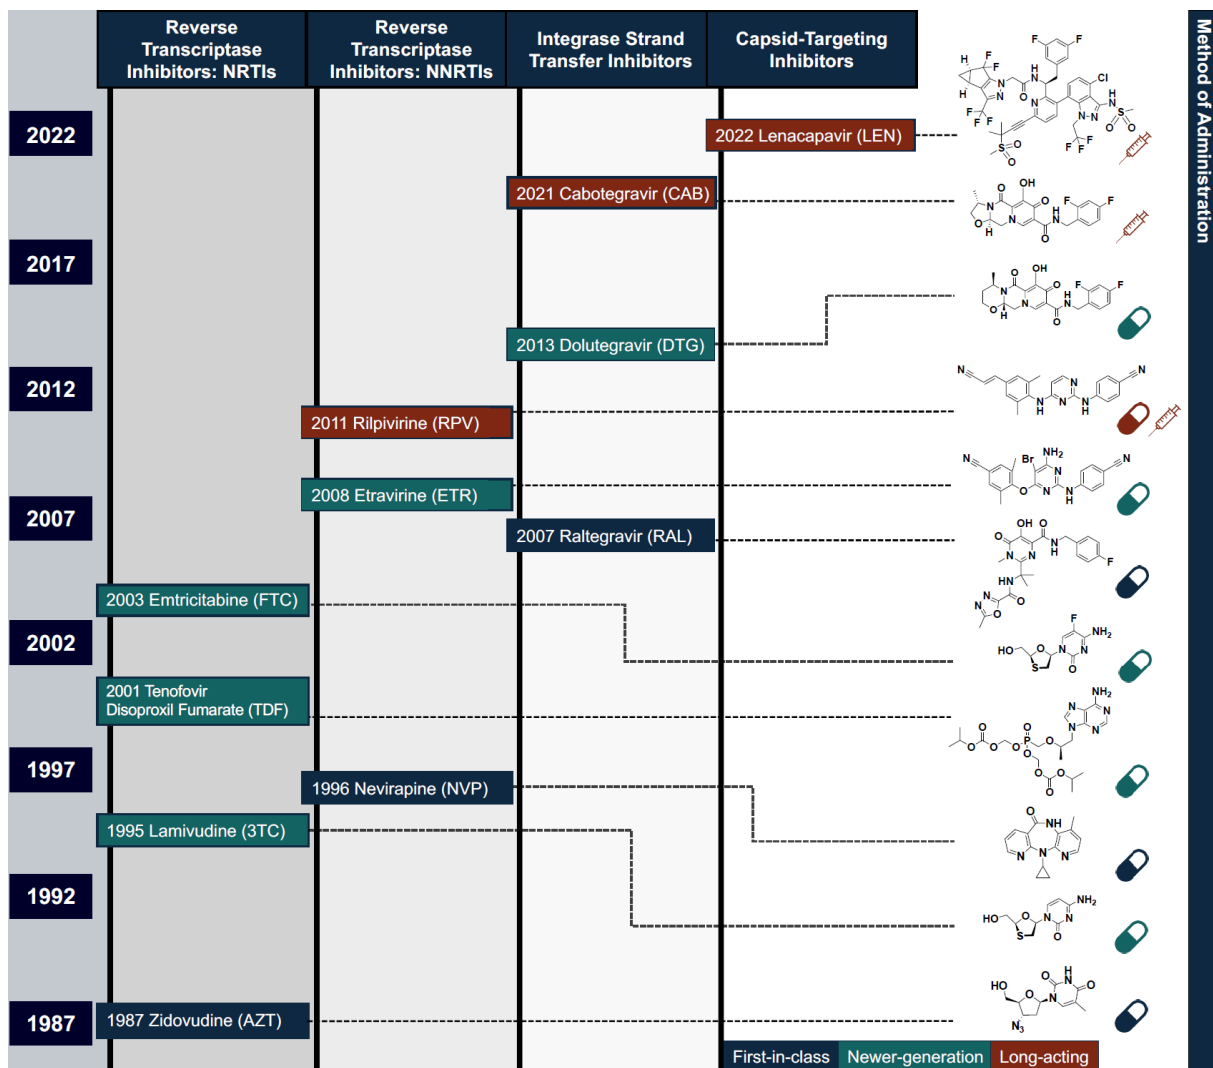 Reverse
Transcriptase
Inhibitors: NRTIs
Reverse
Transcriptase
Inhibitors: NNRTIs
Integrase Strand
Transfer Inhibitors
Capsid-Targeting
Inhibitors
Method of Administration
2022
2022 Lenacapavir (LEN)
2021 Cabotegravir (CAB)
2017
2013 Dolutegravir (DTG)
2012
2011 Rilpivirine (RPV)
2008 Etravirine (ETR)
2007
2007 Raltegravir (RAL)
2003 Emtricitabine (FTC)
2002
2001 Tenofovir
Disoproxil Fumarate (TDF)
1997
1996 Nevirapine (NVP)
1995 Lamivudine (3TC)
1992
1987
1987 Zidovudine (AZT)
First-in-class
Newer-generation
Long-acting